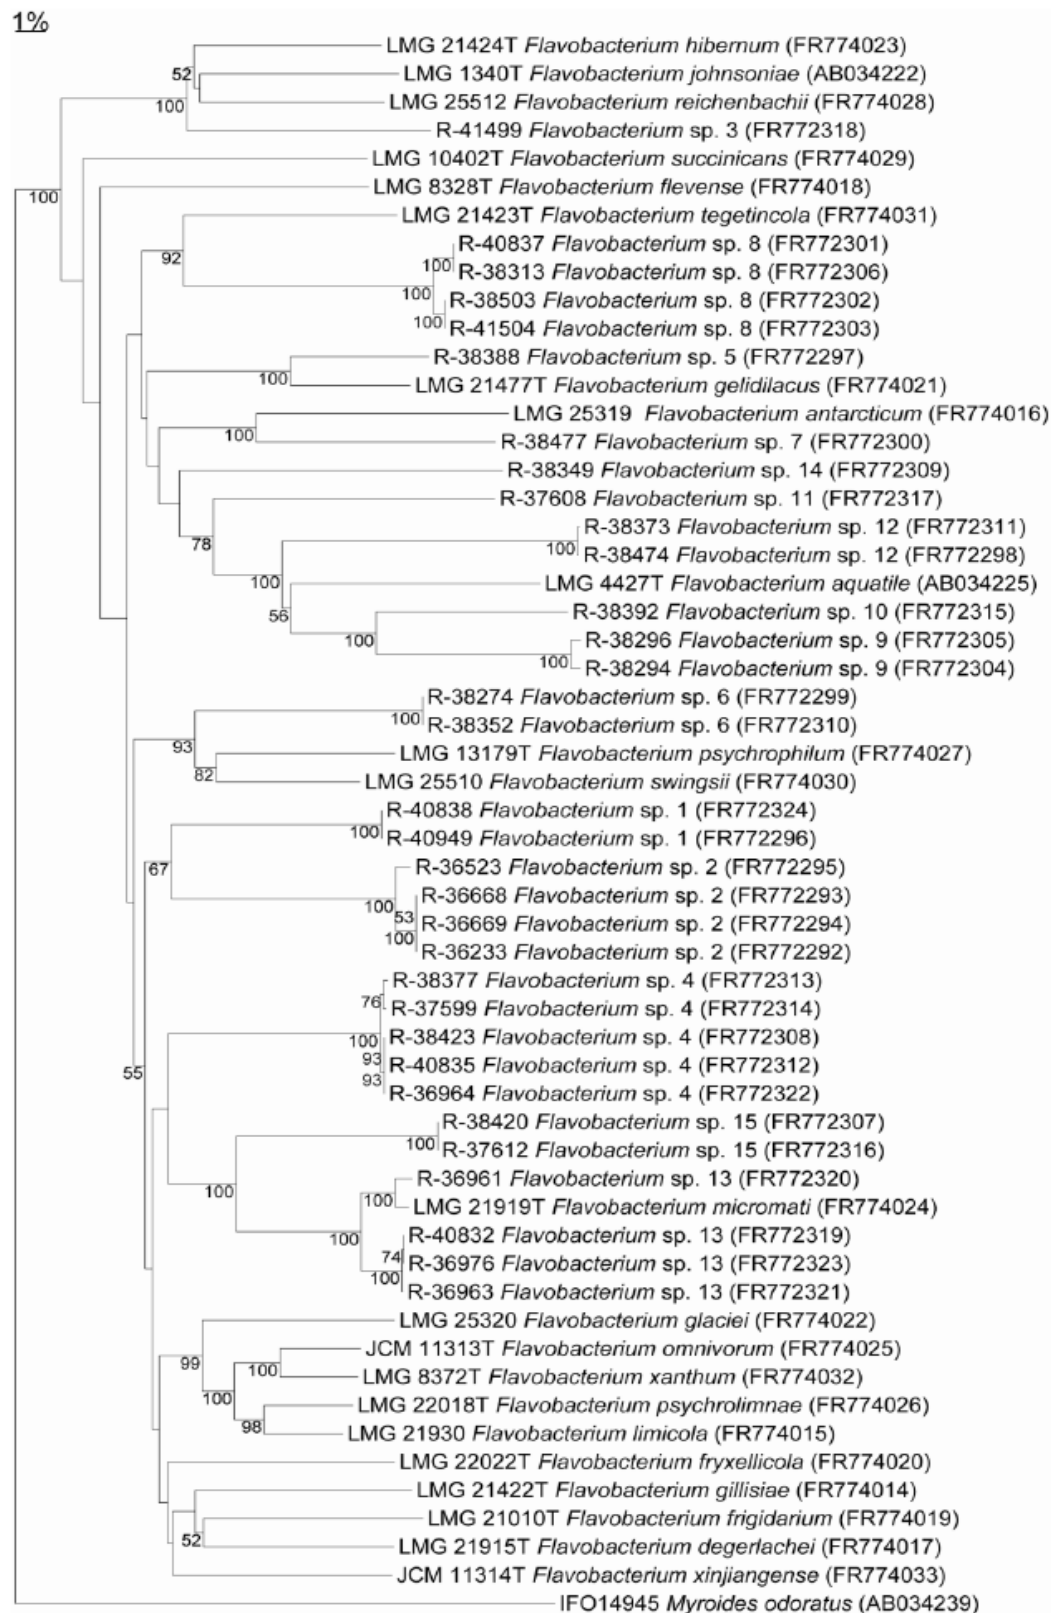 1%
LMG 21424T Flavobacterium hibernum (FR774023)
52
LMG 1340T Flavobacterium johnsoniae (AB034222)
100
LMG 25512 Flavobacterium reichenbachii (FR774028)
R-41499 Flavobacterium sp. 3 (FR772318)
LMG 10402T Flavobacterium succinicans (FR774029)
100
LMG 8328T Flavobacterium flevense (FR774018)
LMG 21423T Flavobacterium tegetincola (FR774031)
R-40837 Flavobacterium sp. 8 (FR772301)
92
100
R-38313 Flavobacterium sp. 8 (FR772306)
100
R-38503 Flavobacterium sp. 8 (FR772302)
100
R-41504 Flavobacterium sp. 8 (FR772303)
R-38388 Flavobacterium sp. 5 (FR772297)
100
LMG 21477T Flavobacterium gelidilacus (FR774021)
LMG 25319 Flavobacterium antarcticum (FR774016)
100
R-38477 Flavobacterium sp. 7 (FR772300)
R-38349 Flavobacterium sp. 14 (FR772309)
R-37608 Flavobacterium sp. 11 (FR772317)
R-38373 Flavobacterium sp. 12 (FR772311)
78
100
R-38474 Flavobacterium sp. 12 (FR772298)
100
LMG 4427T Flavobacterium aquatile (AB034225)
56
R-38392 Flavobacterium sp. 10 (FR772315)
100
R-38296 Flavobacterium sp. 9 (FR772305)
100
R-38294 Flavobacterium sp. 9 (FR772304)
R-38274 Flavobacterium sp. 6 (FR772299)
100
R-38352 Flavobacterium sp. 6 (FR772310)
93
LMG 13179T Flavobacterium psychrophilum (FR774027)
82
LMG 25510 Flavobacterium swingsii (FR774030)
R-40838 Flavobacterium sp. 1 (FR772324)
100
R-40949 Flavobacterium sp. 1 (FR772296)
67
R-36523 Flavobacterium sp. 2 (FR772295)
R-36668 Flavobacterium sp. 2 (FR772293)
100
53
R-36669 Flavobacterium sp. 2 (FR772294)
100
R-36233 Flavobacterium sp. 2 (FR772292)
R-38377 Flavobacterium sp. 4 (FR772313)
76
R-37599 Flavobacterium sp. 4 (FR772314)
100
R-38423 Flavobacterium sp. 4 (FR772308)
93
R-40835 Flavobacterium sp. 4 (FR772312)
55
93
R-36964 Flavobacterium sp. 4 (FR772322)
R-38420 Flavobacterium sp. 15 (FR772307)
100
R-37612 Flavobacterium sp. 15 (FR772316)
R-36961 Flavobacterium sp. 13 (FR772320)
100
100
LMG 21919T Flavobacterium micromati (FR774024)
R-40832 Flavobacterium sp. 13 (FR772319)
100
74
R-36976 Flavobacterium sp. 13 (FR772323)
100
R-36963 Flavobacterium sp. 13 (FR772321)
LMG 25320 Flavobacterium glaciei (FR774022)
JCM 11313T Flavobacterium omnivorum (FR774025)
99
100
LMG 8372T Flavobacterium xanthum (FR774032)
100
LMG 22018T Flavobacterium psychrolimnae (FR774026)
98
LMG 21930 Flavobacterium limicola (FR774015)
LMG 22022T Flavobacterium fryxellicola (FR774020)
LMG 21422T Flavobacterium gillisiae (FR774014)
LMG 21010T Flavobacterium frigidarium (FR774019)
52
LMG 21915T Flavobacterium degerlachei (FR774017)
JCM 11314T Flavobacterium xinjiangense (FR774033)
IFO14945 Myroides odoratus (AB034239)